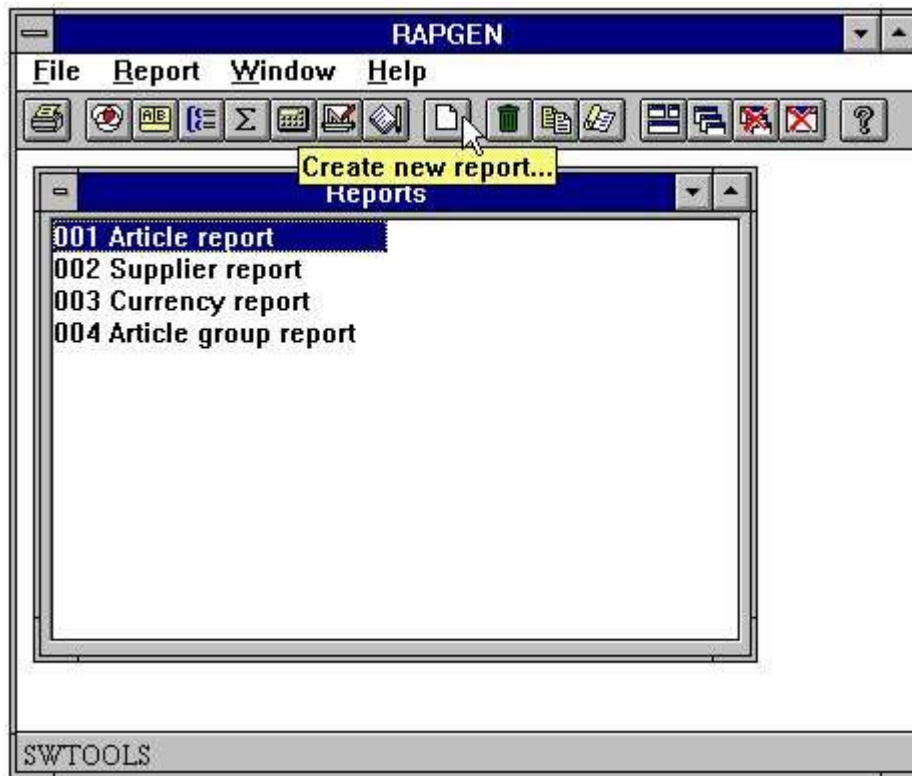 RAPGEN
File Report Window Help
Create new report...
Reports
001 Article report
002 Supplier report
003 Currency report
004 Article group report
SWTOOLS